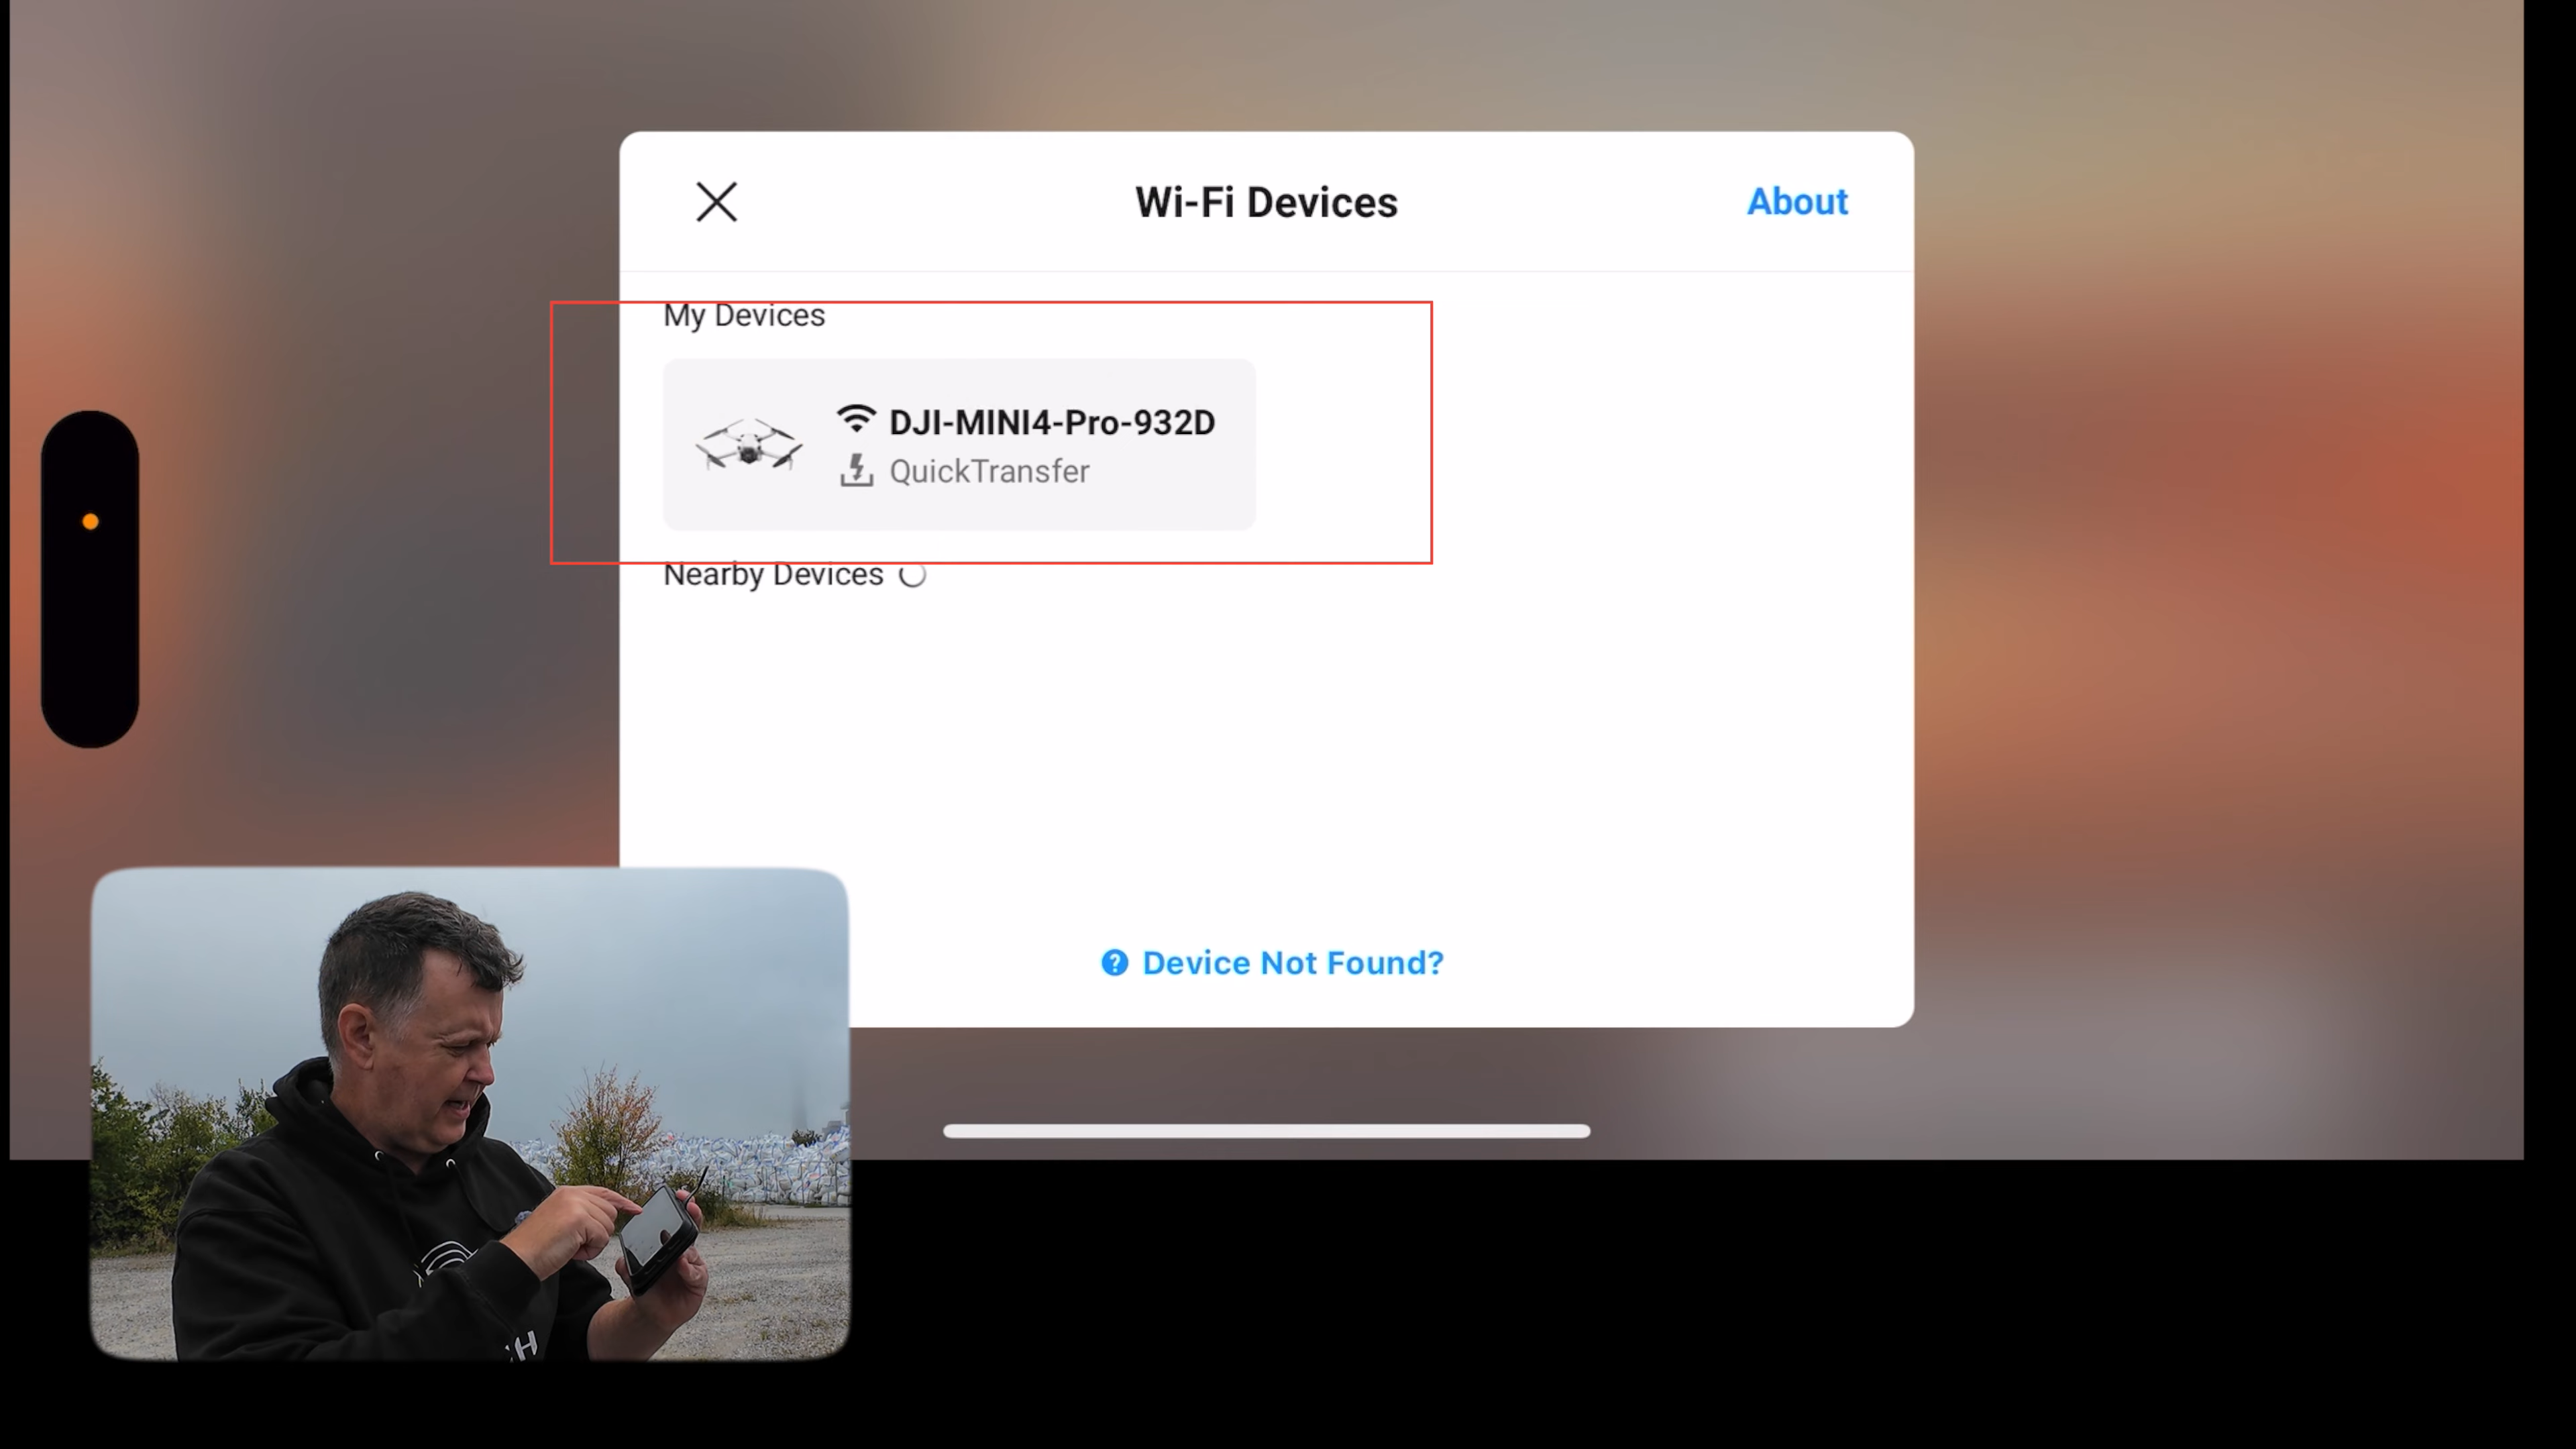 Wi-Fi Devices
About
My Devices
DJI-MINI4-Pro-932D
QuickTransfer
Nearby Devices
Device Not Found?